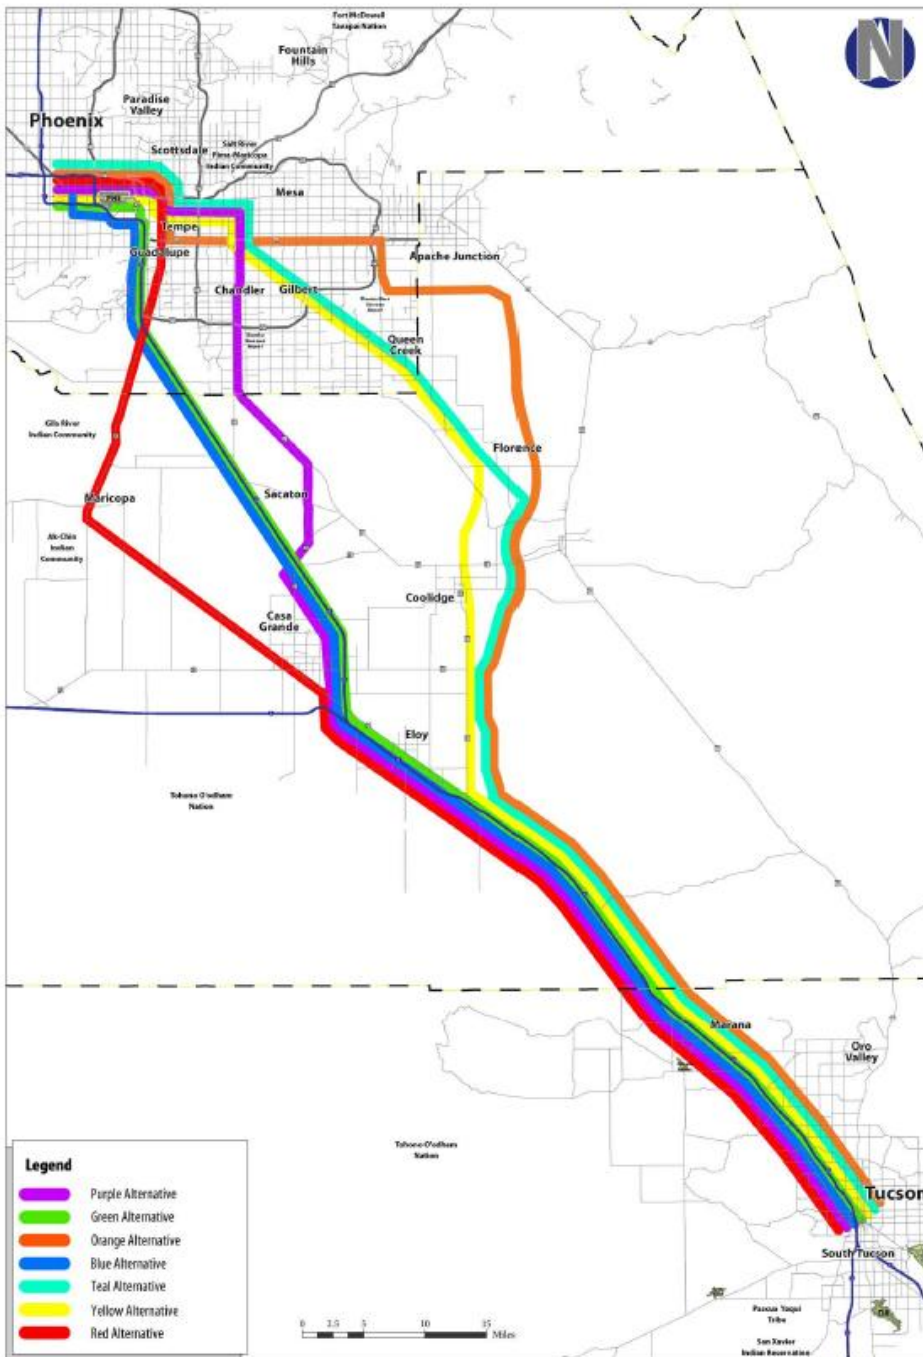 Fort McDowell
Yavapai Nation
N
Fountain
Hills
Paradise
Valley
Phoenix
Scottsdale
Salt River
Pima-Maricopa
Indian Community
Mesa
PHX
Tempe
Guadalupe
Apache Junction
Chandler
Gilbert
Queen
Creek
Gila River
Indian Community
Florence
Maricopa
Sacaton
Ak-Chin
Indian
Community
Coolidge
Casa
Grande
Eloy
Tohono O'odham
Nation
Marana
Oro
Valley
Tohono O'odham
Nation
Tucson
South Tucson
Pascua Yaqui
Tribe
San Xavier
Indian Reservation
Legend
Purple Alternative
Green Alternative
Orange Alternative
Blue Alternative
Teal Alternative
Yellow Alternative
Red Alternative
0 2.5 5 10 15
Miles